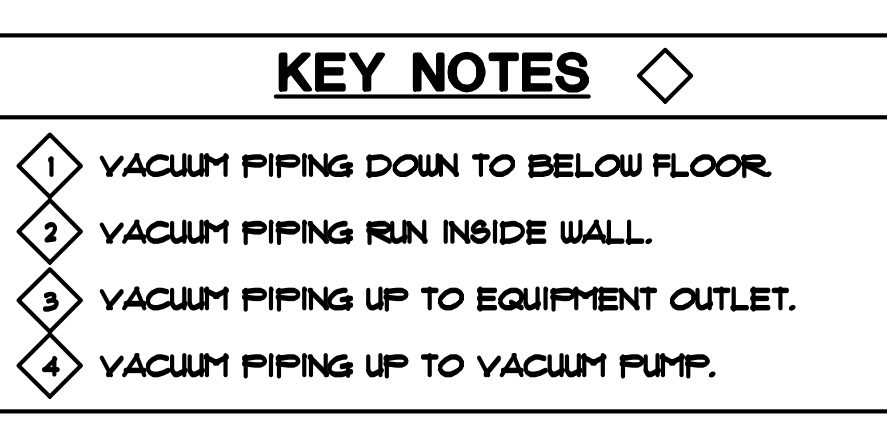 KEY NOTES
1 VACUUM PIPING DOWN TO BELOW FLOOR.
2 VACUUM PIPING RUN INSIDE WALL.
3 VACUUM PIPING UP TO EQUIPMENT OUTLET.
4 VACUUM PIPING UP TO VACUUM PUMP.